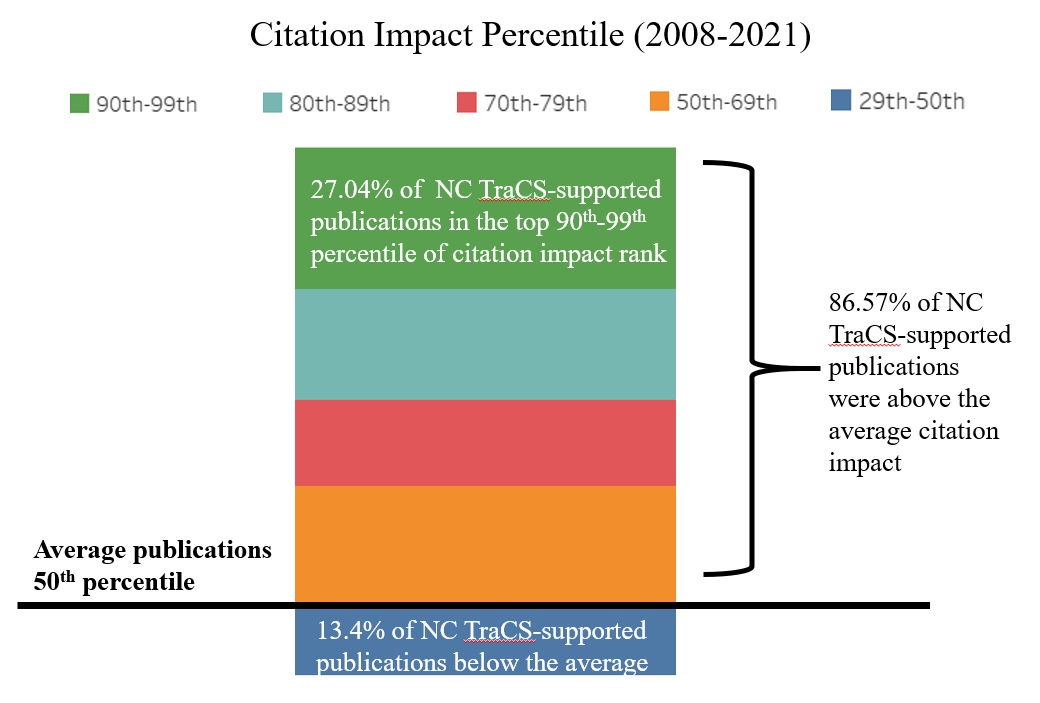 Citation Impact Percentile (2008-2021)
90th-99th
80th-89th
70th-79th
50th-69th
29th-50th
27.04% of NC TraCS-supported
publications in the top 90th-99th
percentile of citation impact rank
86.57% of NC
TraCS-supported
publications
were above the
average citation
impact
Average publications
50th percentile
13.4% of NC TraCS-supported
publications below the average